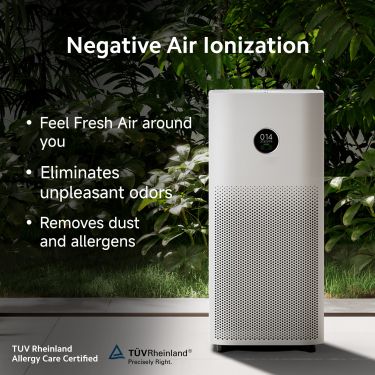 Negative Air Ionization
• Feel Fresh Air around
you
• Eliminates
unpleasant odors
• Removes dust
and allergens
014
TUV Rheinland
Allergy Care Certified
TÜVRheinland®
Precisely Right.